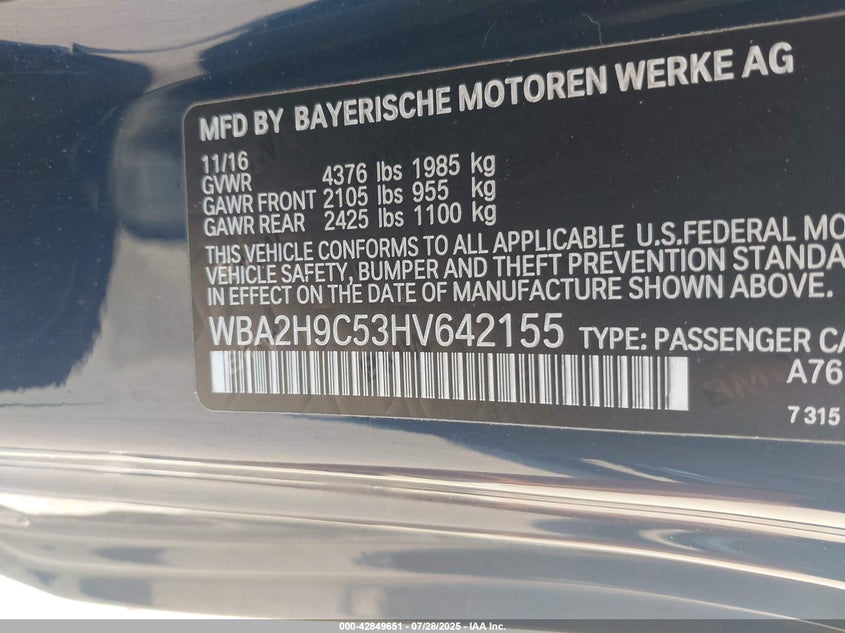 MFD BY BAYERISCHE MOTOREN WERKE AG
11/16
GVWR 4376 lbs 1985 kg
GAWR FRONT 2105 lbs 955 kg
GAWR REAR 2425 lbs 1100 kg
THIS VEHICLE CONFORMS TO ALL APPLICABLE U.S.FEDERAL MO
VEHICLE SAFETY, BUMPER AND THEFT PREVENTION STANDA
IN EFFECT ON THE DATE OF MANUFACTURE SHOWN ABOVE.
WBA2H9C53HV642155 TYPE: PASSENGER CA
A76
7 315
000-42849651 / 07/28/2025 - IAA Inc.